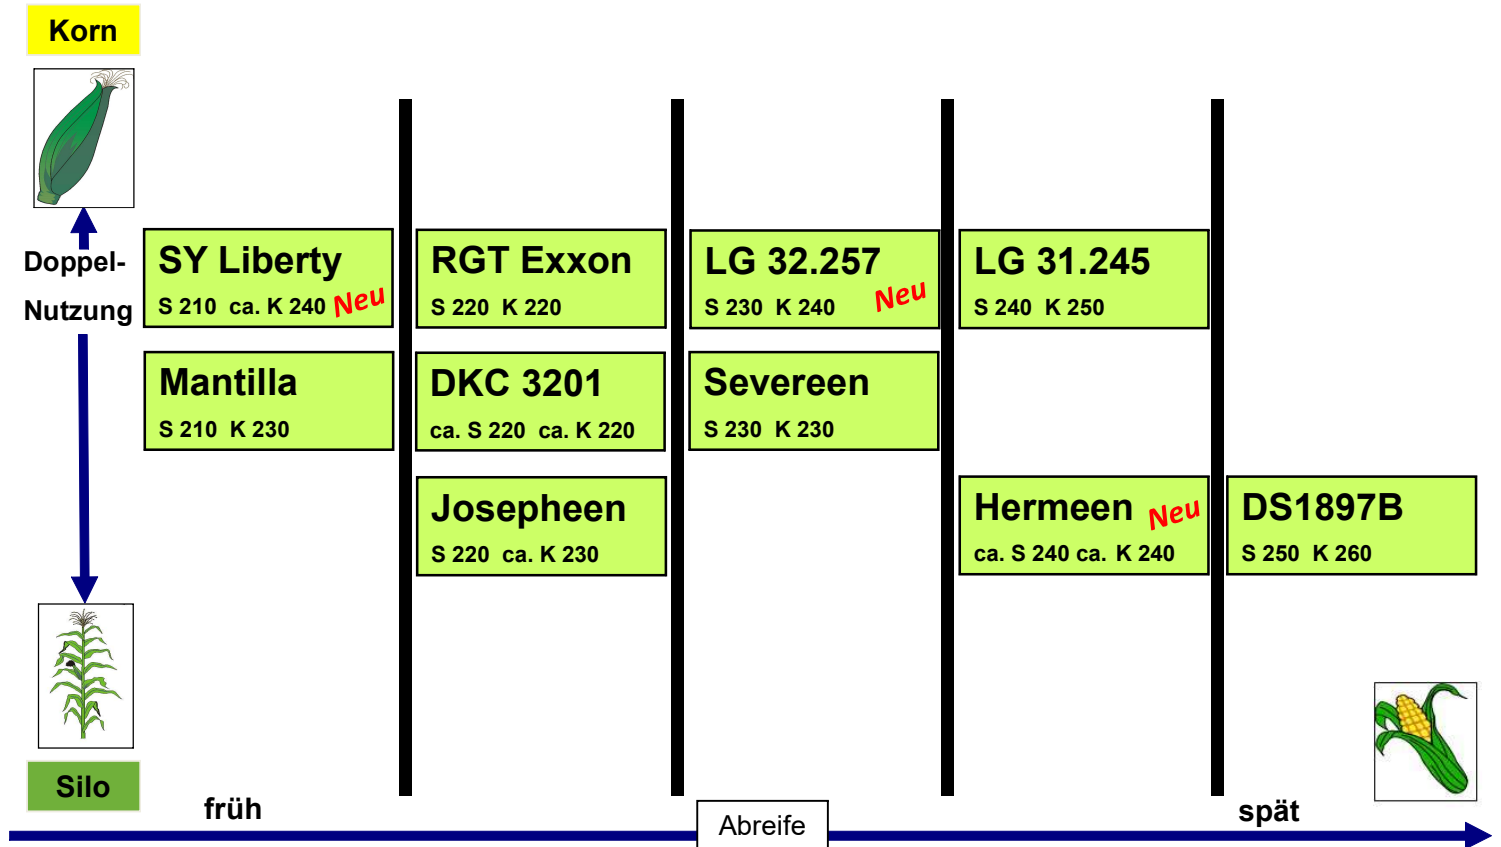 Korn
Doppel-
Nutzung
SY Liberty
S 210 ca. K 240 Neu
RGT Exxon
S 220 K 220
LG 32.257
S 230 K 240 Neu
LG 31.245
S 240 K 250
Mantilla
S 210 K 230
DKC 3201
ca. S 220 ca. K 220
Severeen
S 230 K 230
Josepheen
S 220 ca. K 230
Hermeen Neu
ca. S 240 ca. K 240
DS1897B
S 250 K 260
Silo
früh
spät
Abreife